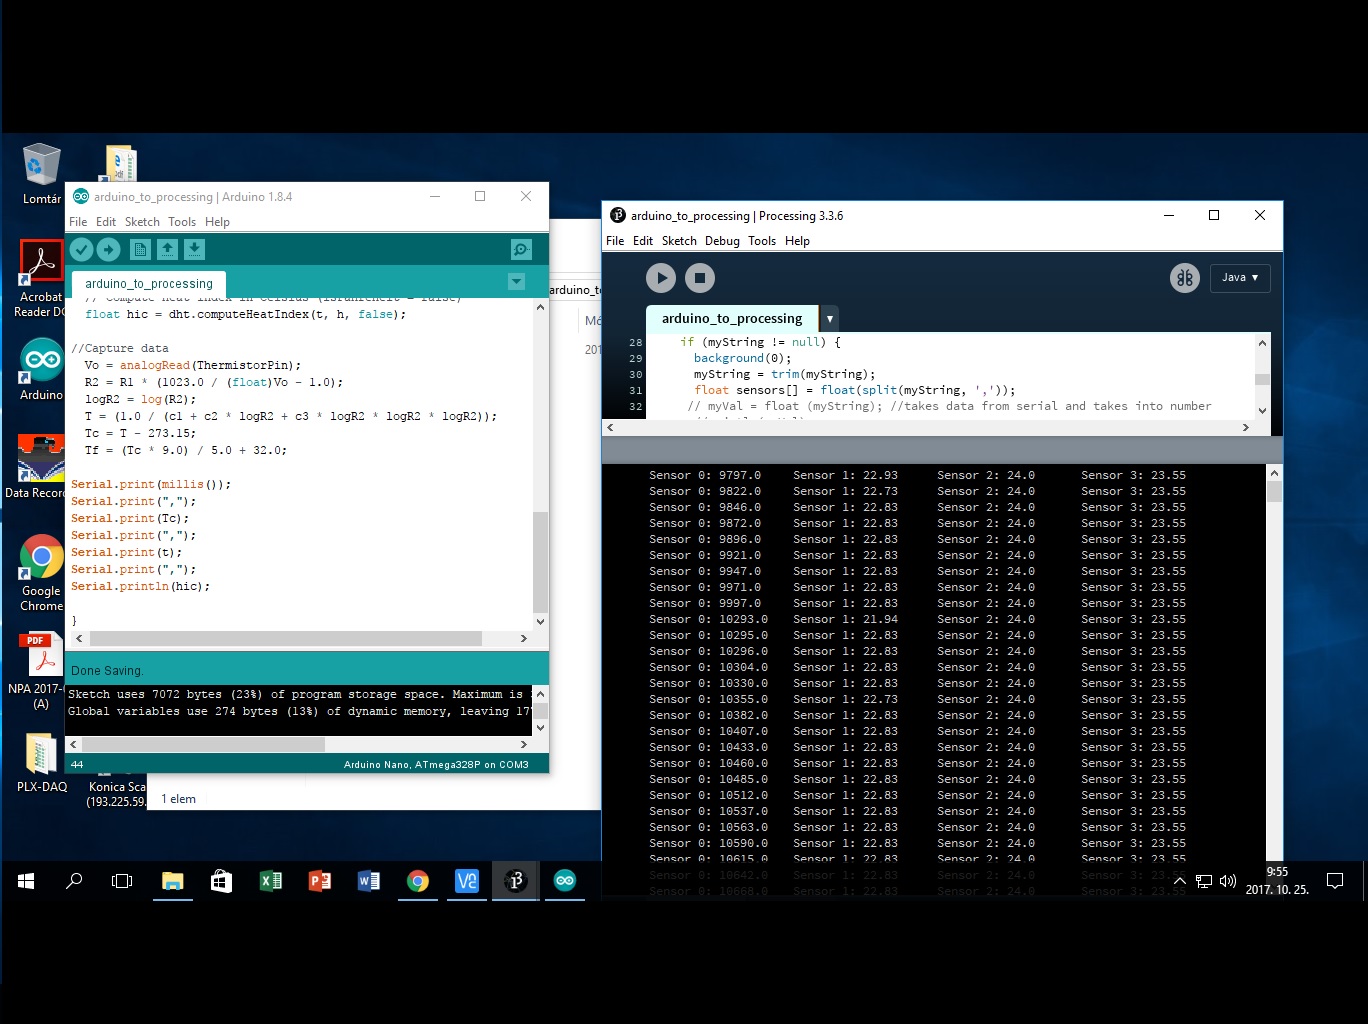 Lomtár
Acrobat
Reader DC
Arduino
Data Recor
Google
Chrome
PDF
NPA 2017-
(A)
PLX-DAQ
Konica Sca
(193.225.59.
arduino_to_processing | Arduino 1.8.4
File Edit Sketch Tools Help
arduino_to_processing
// Compute heat index in Celsius (isFahreheit = false)
float hic = dht.computeHeatIndex(t, h, false);
//Capture data
Vo = analogRead(ThermistorPin);
R2 = R1 * (1023.0 / (float)Vo - 1.0);
logR2 = log(R2);
T = (1.0 / (c1 + c2 * logR2 + c3 * logR2 * logR2 * logR2));
Tc = T - 273.15;
Tf = (Tc * 9.0) / 5.0 + 32.0;
Serial.print(millis());
Serial.print(",");
Serial.print(Tc);
Serial.print(",");
Serial.print(t);
Serial.print(",");
Serial.println(hic);
}
Done Saving.
Sketch uses 7072 bytes (23%) of program storage space. Maximum is
Global variables use 274 bytes (13%) of dynamic memory, leaving 17
44
Arduino Nano, ATmega328P on COM3
arduino_to
Mó
201
1 elem
arduino_to_processing | Processing 3.3.6
File Edit Sketch Debug Tools Help
Java
arduino_to_processing
28 if (myString != null) {
29 background(0);
30 myString = trim(myString);
31 float sensors[] = float(split(myString, ','));
32 // myVal = float (myString); //takes data from serial and takes into number
Sensor 0: 9797.0 Sensor 1: 22.93 Sensor 2: 24.0 Sensor 3: 23.55
Sensor 0: 9822.0 Sensor 1: 22.73 Sensor 2: 24.0 Sensor 3: 23.55
Sensor 0: 9846.0 Sensor 1: 22.83 Sensor 2: 24.0 Sensor 3: 23.55
Sensor 0: 9872.0 Sensor 1: 22.83 Sensor 2: 24.0 Sensor 3: 23.55
Sensor 0: 9896.0 Sensor 1: 22.83 Sensor 2: 24.0 Sensor 3: 23.55
Sensor 0: 9921.0 Sensor 1: 22.83 Sensor 2: 24.0 Sensor 3: 23.55
Sensor 0: 9947.0 Sensor 1: 22.83 Sensor 2: 24.0 Sensor 3: 23.55
Sensor 0: 9971.0 Sensor 1: 22.83 Sensor 2: 24.0 Sensor 3: 23.55
Sensor 0: 9997.0 Sensor 1: 22.83 Sensor 2: 24.0 Sensor 3: 23.55
Sensor 0: 10293.0 Sensor 1: 21.94 Sensor 2: 24.0 Sensor 3: 23.55
Sensor 0: 10295.0 Sensor 1: 22.83 Sensor 2: 24.0 Sensor 3: 23.55
Sensor 0: 10296.0 Sensor 1: 22.83 Sensor 2: 24.0 Sensor 3: 23.55
Sensor 0: 10304.0 Sensor 1: 22.83 Sensor 2: 24.0 Sensor 3: 23.55
Sensor 0: 10330.0 Sensor 1: 22.83 Sensor 2: 24.0 Sensor 3: 23.55
Sensor 0: 10355.0 Sensor 1: 22.73 Sensor 2: 24.0 Sensor 3: 23.55
Sensor 0: 10382.0 Sensor 1: 22.83 Sensor 2: 24.0 Sensor 3: 23.55
Sensor 0: 10407.0 Sensor 1: 22.83 Sensor 2: 24.0 Sensor 3: 23.55
Sensor 0: 10433.0 Sensor 1: 22.83 Sensor 2: 24.0 Sensor 3: 23.55
Sensor 0: 10460.0 Sensor 1: 22.83 Sensor 2: 24.0 Sensor 3: 23.55
Sensor 0: 10485.0 Sensor 1: 22.83 Sensor 2: 24.0 Sensor 3: 23.55
Sensor 0: 10512.0 Sensor 1: 22.83 Sensor 2: 24.0 Sensor 3: 23.55
Sensor 0: 10537.0 Sensor 1: 22.83 Sensor 2: 24.0 Sensor 3: 23.55
Sensor 0: 10563.0 Sensor 1: 22.83 Sensor 2: 24.0 Sensor 3: 23.55
Sensor 0: 10590.0 Sensor 1: 22.83 Sensor 2: 24.0 Sensor 3: 23.55
Sensor 0: 10615.0 Sensor 1: 22.83 Sensor 2: 24.0 Sensor 3: 23.55
Sensor 0: 10642.0 Sensor 1: 22.83 Sensor 2: 24.0
Sensor 0: 10668.0 Sensor 1: 22.83 Sensor 2: 24.0
9:55
2017. 10. 25.